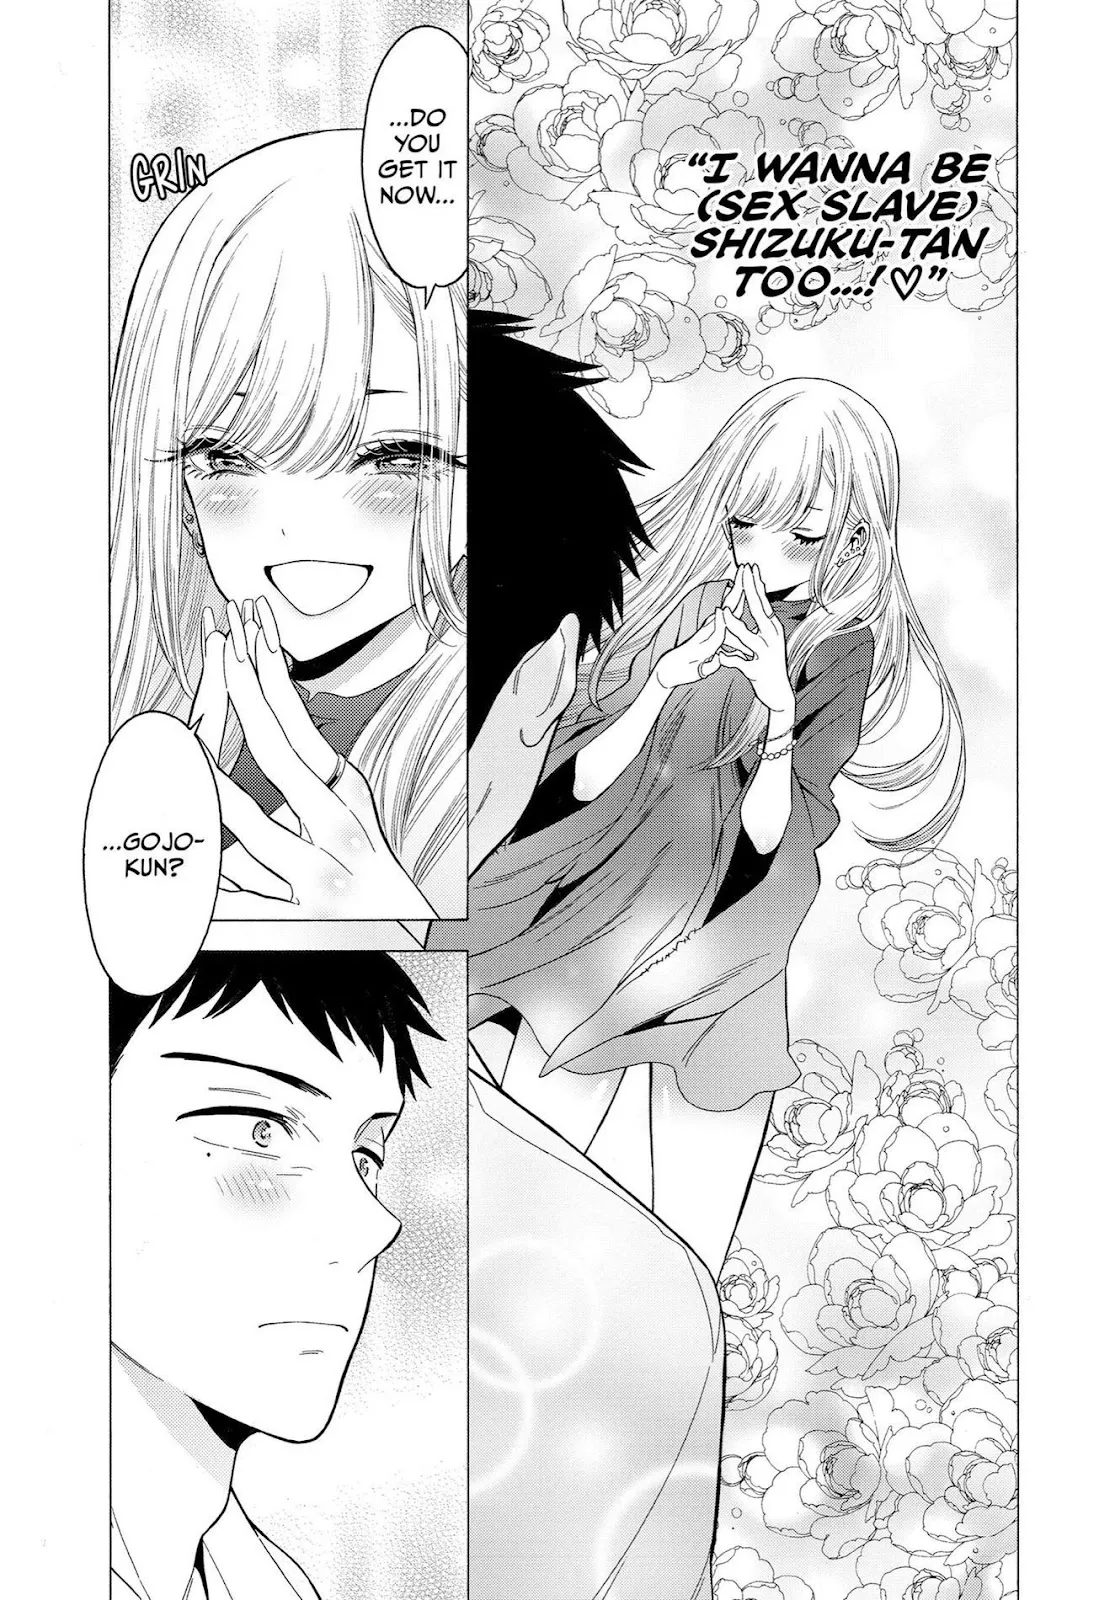 “I WANNA BE
(SEX SLAVE)
SHIZUKU-TAN
TOO...!♡”
...DO
YOU
GET IT
NOW...
GRIN
...GOJO-
KUN?